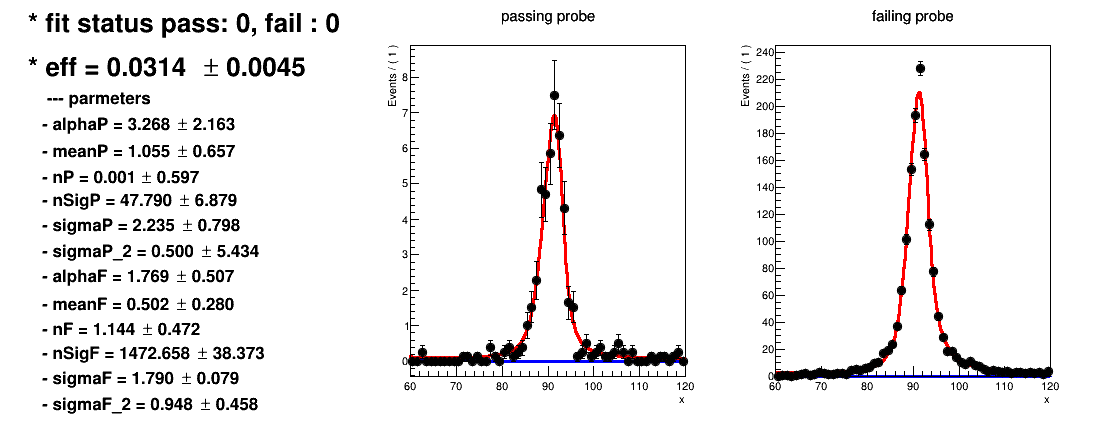 * fit status pass: 0, fail : 0
* eff = 0.0314 ± 0.0045
--- parmeters
- alphaP = 3.268 ± 2.163
- meanP = 1.055 ± 0.657
- nP = 0.001 ± 0.597
- nSigP = 47.790 ± 6.879
- sigmaP = 2.235 ± 0.798
- sigmaP_2 = 0.500 ± 5.434
- alphaF = 1.769 ± 0.507
- meanF = 0.502 ± 0.280
- nF = 1.144 ± 0.472
- nSigF = 1472.658 ± 38.373
- sigmaF = 1.790 ± 0.079
- sigmaF_2 = 0.948 ± 0.458
passing probe
Events / ( 1 )
8
7
6
5
4
3
2
1
0
60 70 80 90 100 110 120
x
failing probe
Events / ( 1 )
240
220
200
180
160
140
120
100
80
60
40
20
0
60 70 80 90 100 110 120
x